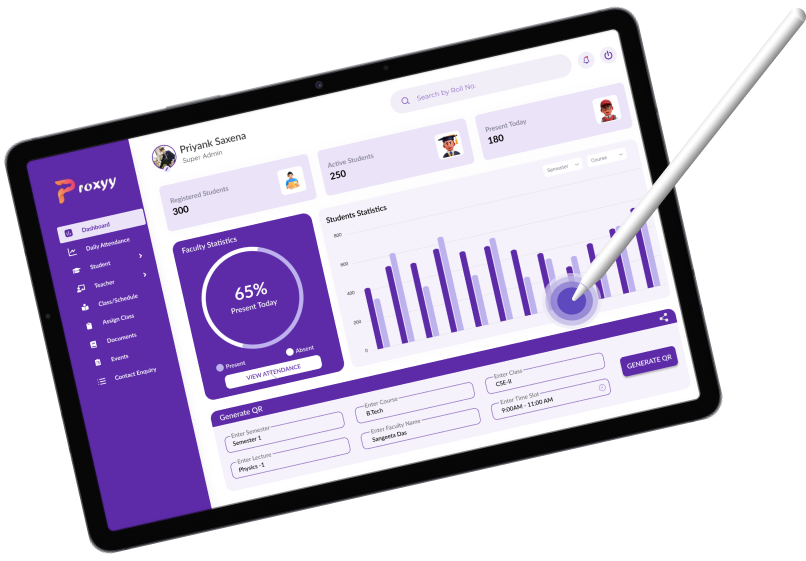 Proxyy
Dashboard
Daily Attendance
Student
Teacher
Class/Schedule
Assign Class
Documents
Events
Contact Enquiry
Search by Roll No.
Priyank Saxena
Super Admin
Registered Students
300
Active Students
250
Present Today
180
Faculty Statistics
65%
Present Today
Present
Absent
VIEW ATTENDANCE
Students Statistics
Semester
Course
800
600
400
200
0
Generate QR
Enter Semester
Semester 1
Enter Course
B.Tech
Enter Class
CSE-II
Enter Lecture
Physics -1
Enter Faculty Name
Sangeeta Das
Enter Time Slot
9:00AM - 11:00 AM
GENERATE QR